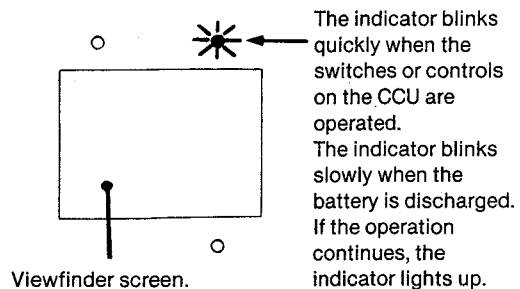 The indicator blinks
quickly when the
switches or controls
on the CCU are
operated.
The indicator blinks
slowly when the
battery is discharged.
If the operation
continues, the
indicator lights up.
Viewfinder screen.